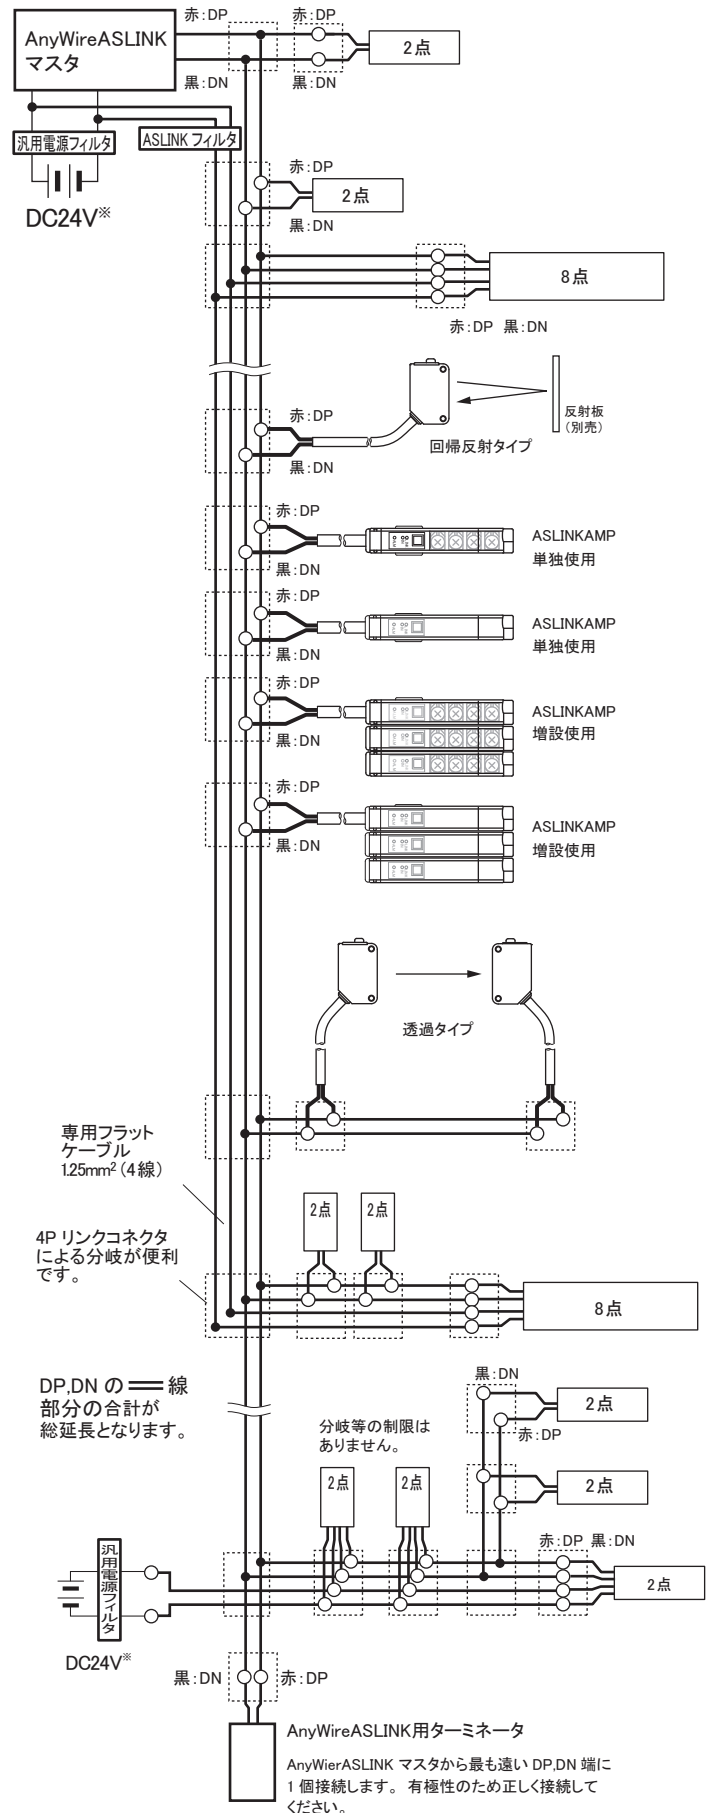 赤:DP
赤:DP
AnyWireASLINK
マスタ
2点
黒:DN
黒:DN
汎用電源フィルタ
ASLINKフィルタ
DC24V※
赤:DP
2点
黒:DN
8点
赤:DP 黒:DN
赤:DP
黒:DN
反射板
(別売)
回帰反射タイプ
赤:DP
黒:DN
ASLINKAMP
単独使用
赤:DP
黒:DN
ASLINKAMP
単独使用
赤:DP
黒:DN
ASLINKAMP
増設使用
赤:DP
黒:DN
ASLINKAMP
増設使用
透過タイプ
専用フラット
ケーブル
1.25mm²(4線)
4Pリンクコネクタ
による分岐が便利
です。
2点
2点
8点
DP,DNの 線
部分の合計が
総延長となります。
分岐等の制限は
ありません。
黒:DN
2点
赤:DP
2点
2点
2点
赤:DP 黒:DN
2点
汎用電源フィルタ
DC24V※
黒:DN
赤:DP
AnyWireASLINK用ターミネータ
AnyWierASLINK マスタから最も遠い DP,DN 端に
1個接続します。 有極性のため正しく接続して
ください。